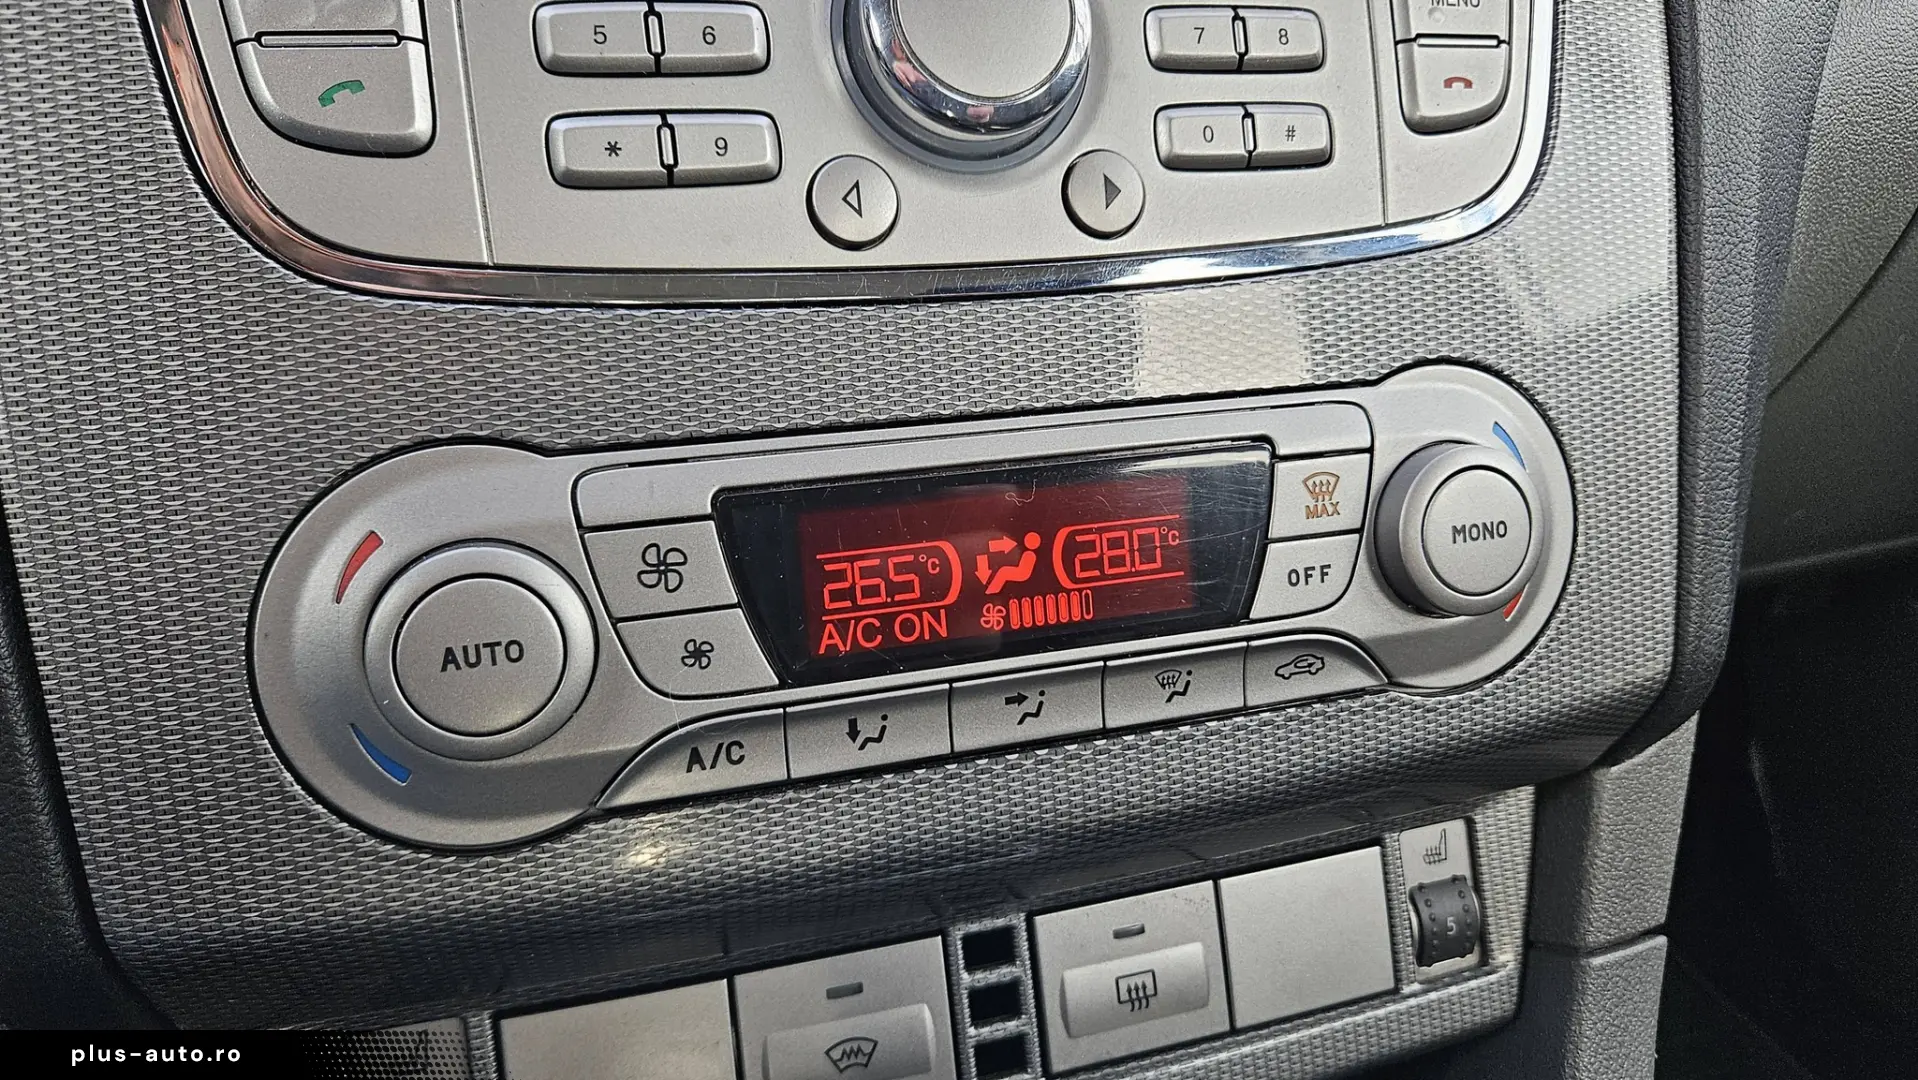 MENU
5 6
7 8
* 9
0 #
MAX
MONO
26.5°C
28.0°C
OFF
A/C ON
AUTO
A/C
5
plus-auto.ro